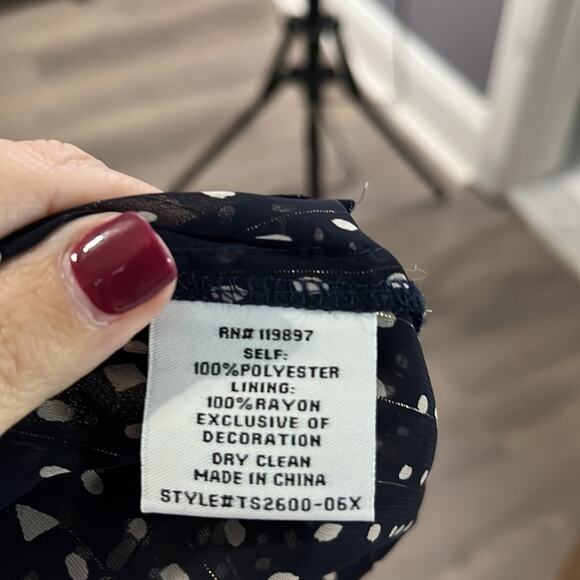 RN# 119897
SELF:
100%POLYESTER
LINING:
100%RAYON
EXCLUSIVE OF
DECORATION
DRY CLEAN
MADE IN CHINA
STYLE#TS2600-06X